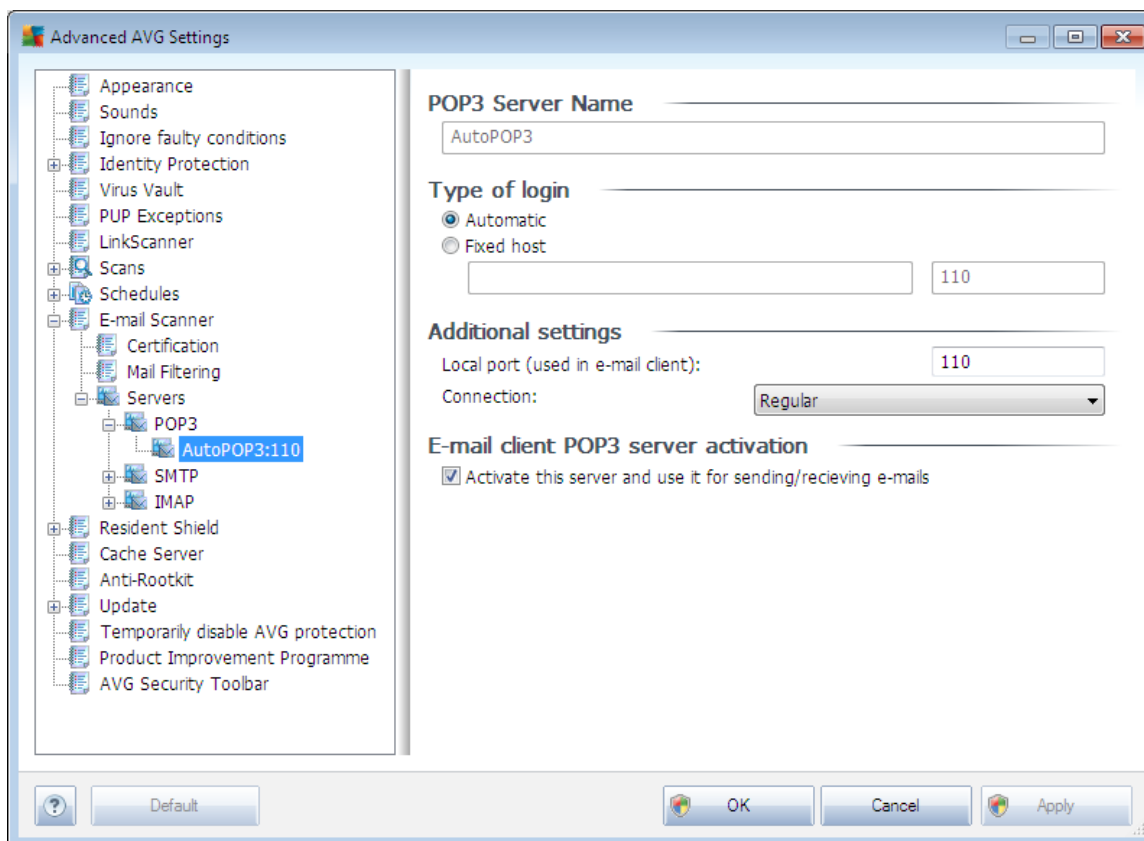 Advanced AVG Settings
Appearance
Sounds
Ignore faulty conditions
Identity Protection
Virus Vault
PUP Exceptions
LinkScanner
Scans
Schedules
E-mail Scanner
Certification
Mail Filtering
Servers
POP3
AutoPOP3:110
SMTP
IMAP
Resident Shield
Cache Server
Anti-Rootkit
Update
Temporarily disable AVG protection
Product Improvement Programme
AVG Security Toolbar
POP3 Server Name
AutoPOP3
Type of login
Automatic
Fixed host
110
Additional settings
Local port (used in e-mail client): 110
Connection: Regular
E-mail client POP3 server activation
Activate this server and use it for sending/recieving e-mails
? Default OK Cancel Apply